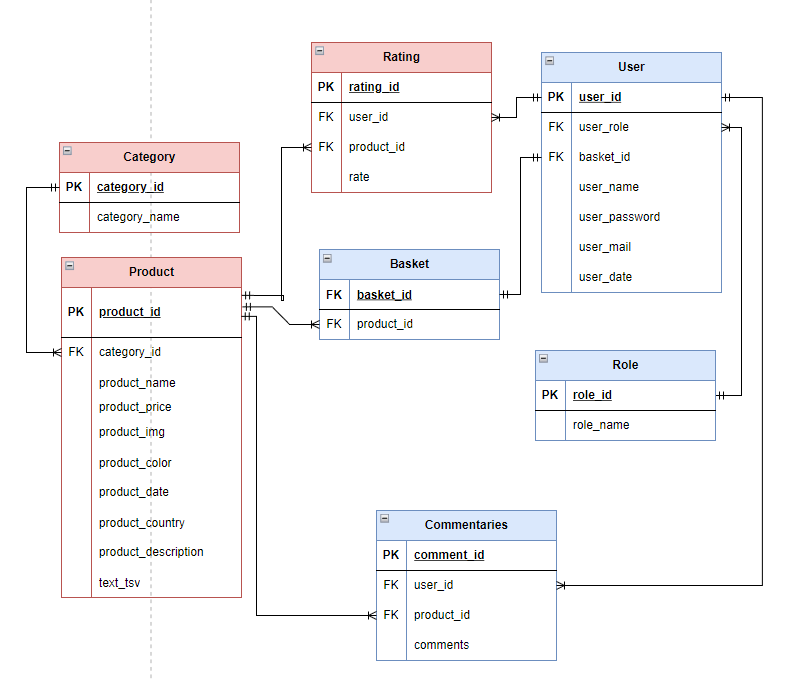 Rating
PK rating_id
FK user_id
FK product_id
rate
User
PK user_id
FK user_role
FK basket_id
user_name
user_password
user_mail
user_date
Category
PK category_id
category_name
Product
PK product_id
FK category_id
product_name
product_price
product_img
product_color
product_date
product_country
product_description
text_tsv
Basket
FK basket_id
FK product_id
Role
PK role_id
role_name
Commentaries
PK comment_id
FK user_id
FK product_id
comments